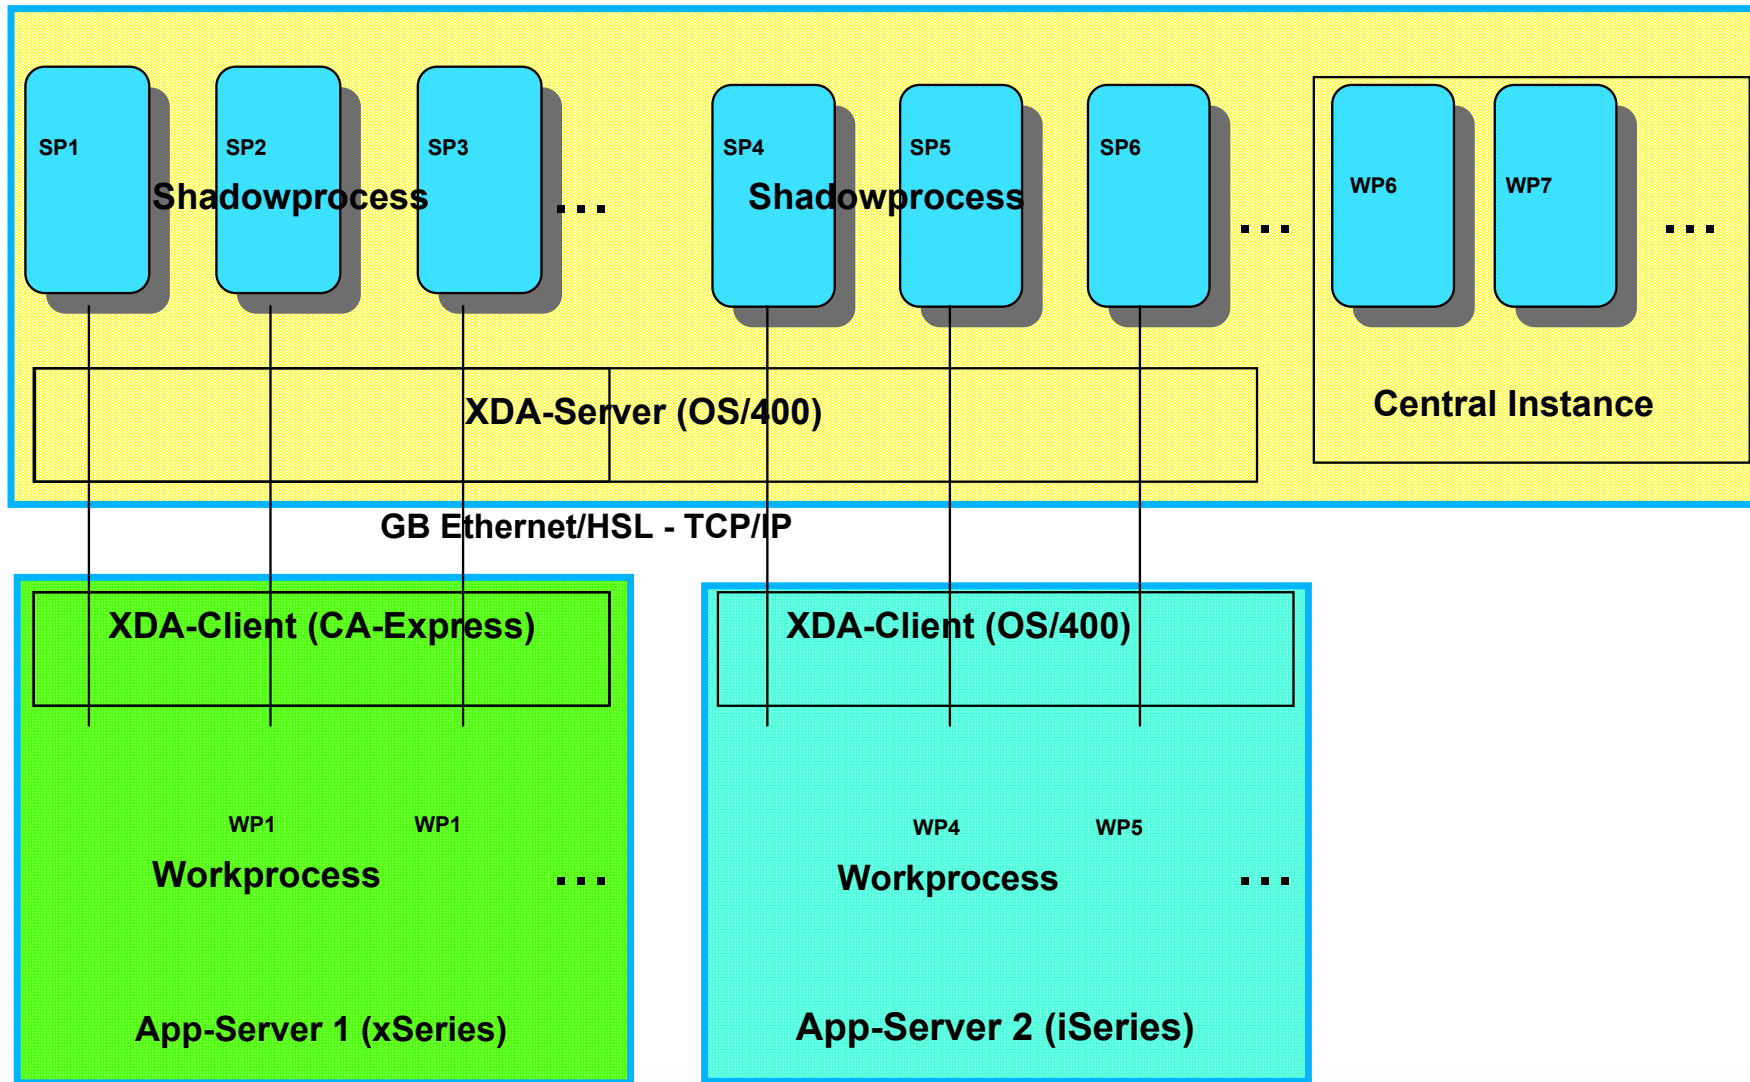 SP1
SP2
SP3
SP4
SP5
SP6
WP6
WP7
Shadowprocess
...
Shadowprocess
...
...
XDA-Server (OS/400)
Central Instance
GB Ethernet/HSL - TCP/IP
XDA-Client (CA-Express)
XDA-Client (OS/400)
WP1
WP1
WP4
WP5
Workprocess
...
Workprocess
...
App-Server 1 (xSeries)
App-Server 2 (iSeries)